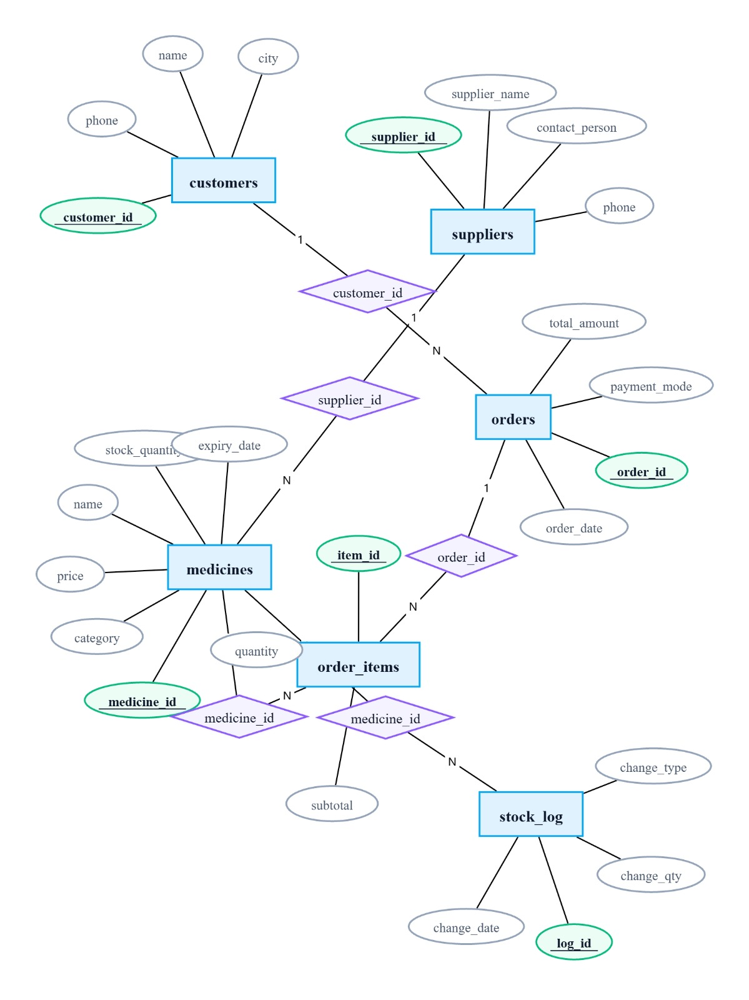 name
city
phone
customers
customer_id
supplier_name
contact_person
supplier_id
phone
suppliers
1
customer_id
1
N
total_amount
payment_mode
supplier_id
orders
stock_quantity
expiry_date
order_id
N
1
name
order_date
medicines
price
item_id
order_id
N
category
quantity
order_items
medicine_id
N
medicine_id
medicine_id
N
change_type
subtotal
stock_log
change_qty
change_date
log_id